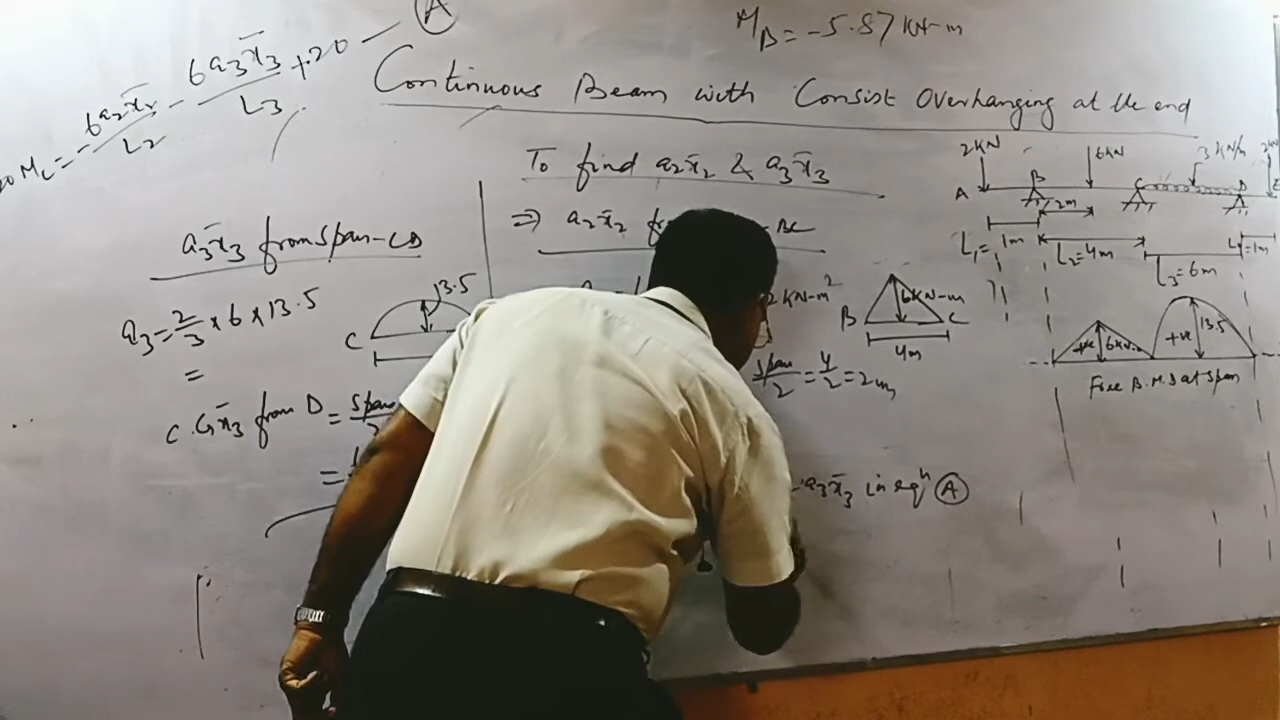 M_B = -5.87 KN-m
Continuous Beam with Consist Overhanging at the end
20 M_C = - 6a₂x̄₂/L₂ - 6a₃x̄₃/L₃ + 20 — Ⓐ
To find a₂x̄₂ & a₃x̄₃
⇒ a₂x̄₂ BC
a₃x̄₃ from span-CD
a₃ = 2/3 × 6 × 13.5
=
C 13.5
C.G x̄₃ from D = span
=
2 KN-m²
B 6KN-m C
4m
span/2 = 4/2 = 2m
a₃x̄₃ in eqⁿ Ⓐ
2KN 6KN 3 KN/m
A B C D E
2m
L₁= 1m L₂=4m L₃=6m =1m
+ve +ve 13.5
Free B.M.D at span